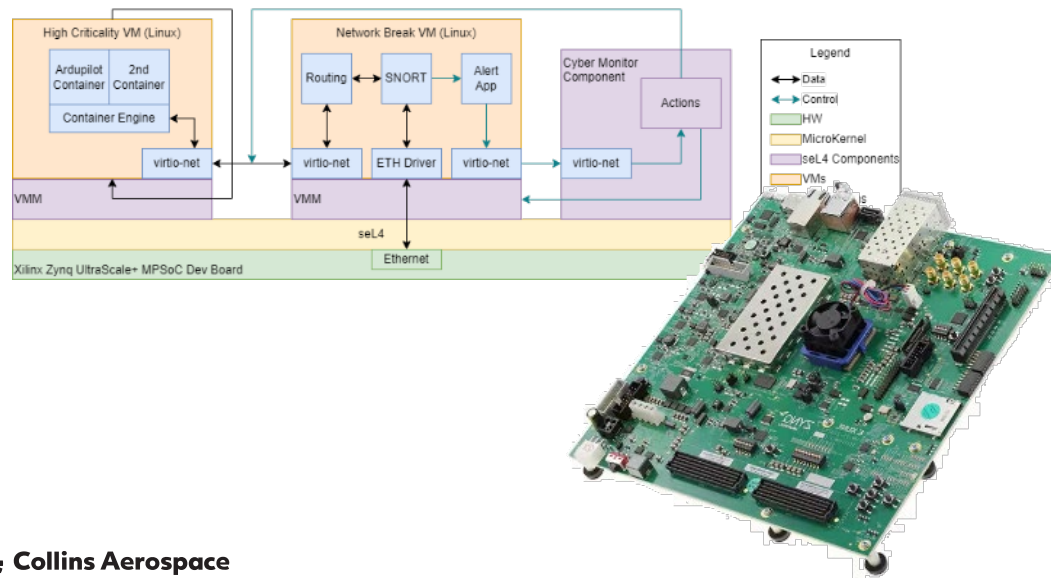 High Criticality VM (Linux)
Ardupilot
Container
2nd
Container
Container Engine
virtio-net
VMM
Network Break VM (Linux)
Routing
SNORT
Alert
App
virtio-net
ETH Driver
virtio-net
VMM
Cyber Monitor
Component
Actions
virtio-net
seL4
Ethernet
Xilinx Zynq UltraScale+ MPSoC Dev Board
Legend
Data
Control
HW
MicroKernel
seL4 Components
VMs
ZYNQ
Collins Aerospace